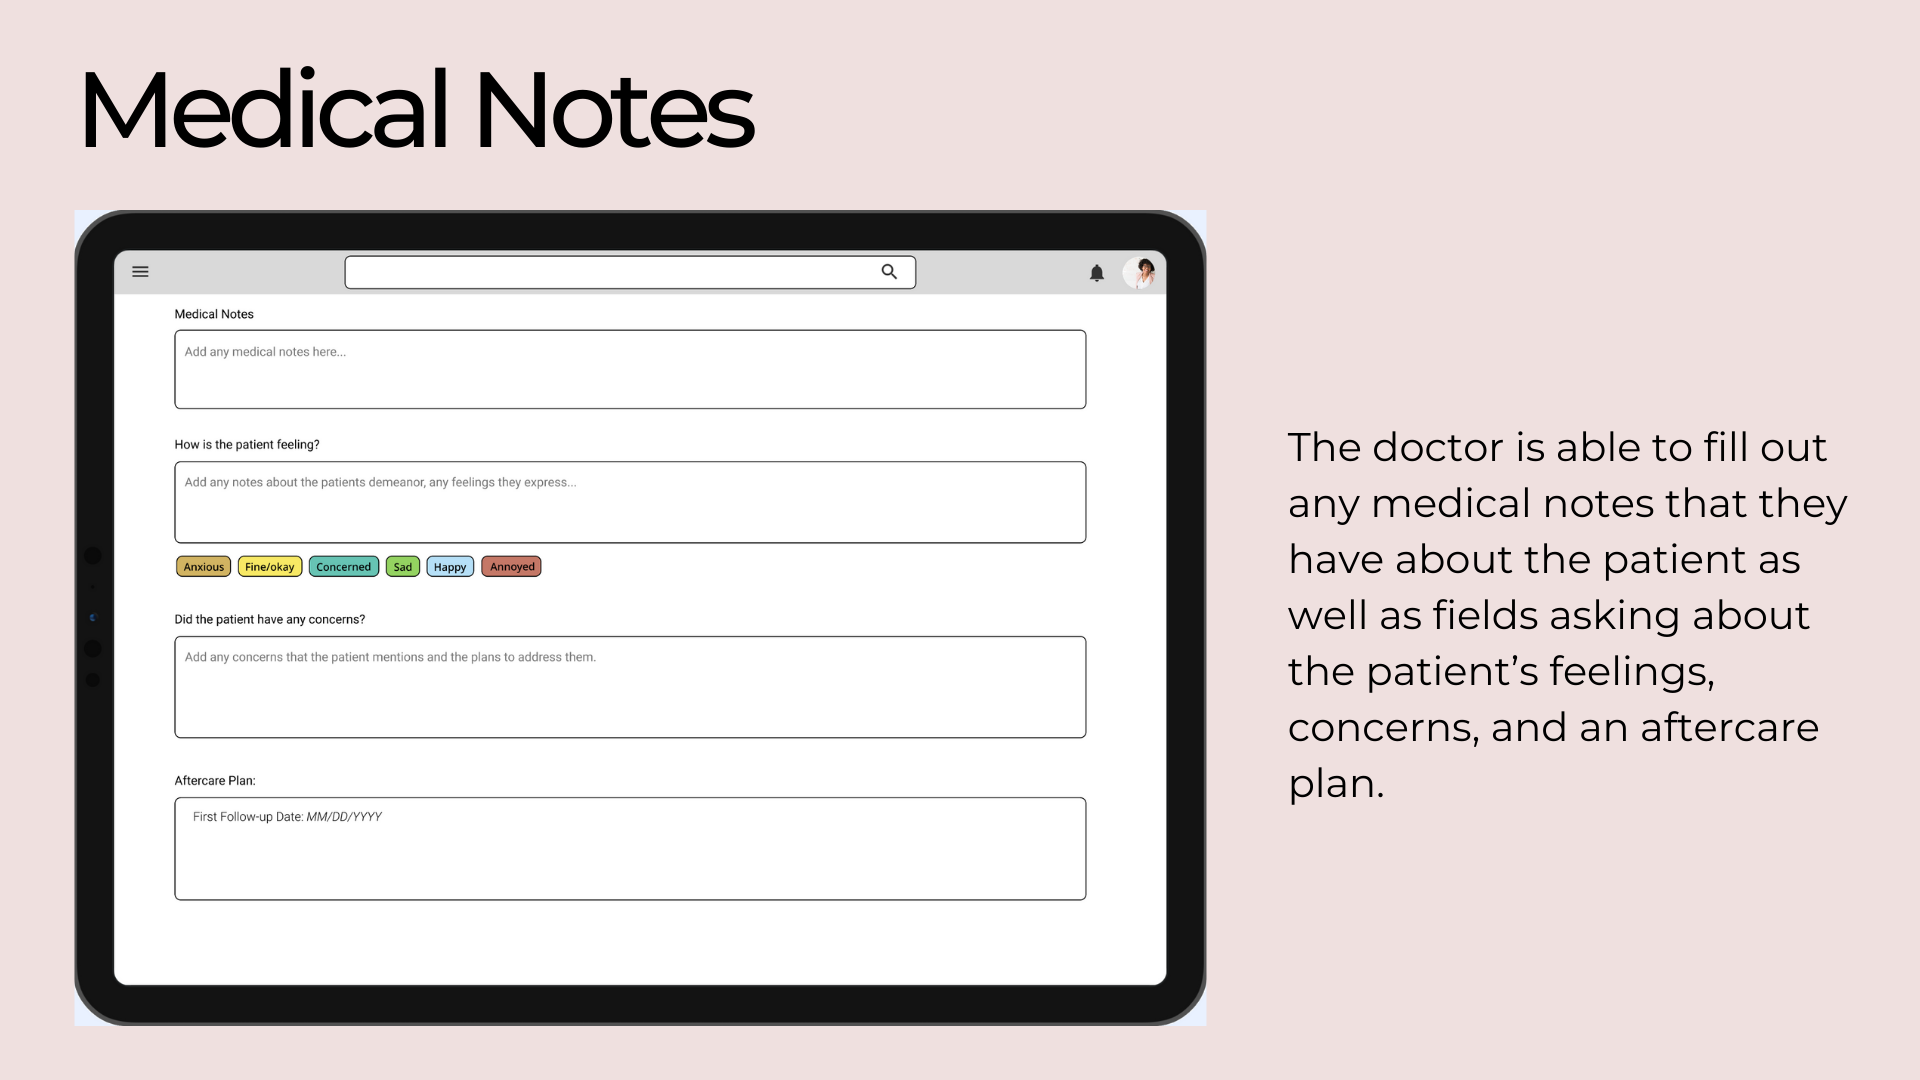 Medical Notes
Medical Notes
Add any medical notes here...
How is the patient feeling?
Add any notes about the patients demeanor, any feelings they express...
Anxious Fine/okay Concerned Sad Happy Annoyed
Did the patient have any concerns?
Add any concerns that the patient mentions and the plans to address them.
Aftercare Plan:
First Follow-up Date: MM/DD/YYYY
The doctor is able to fill out
any medical notes that they
have about the patient as
well as fields asking about
the patient’s feelings,
concerns, and an aftercare
plan.